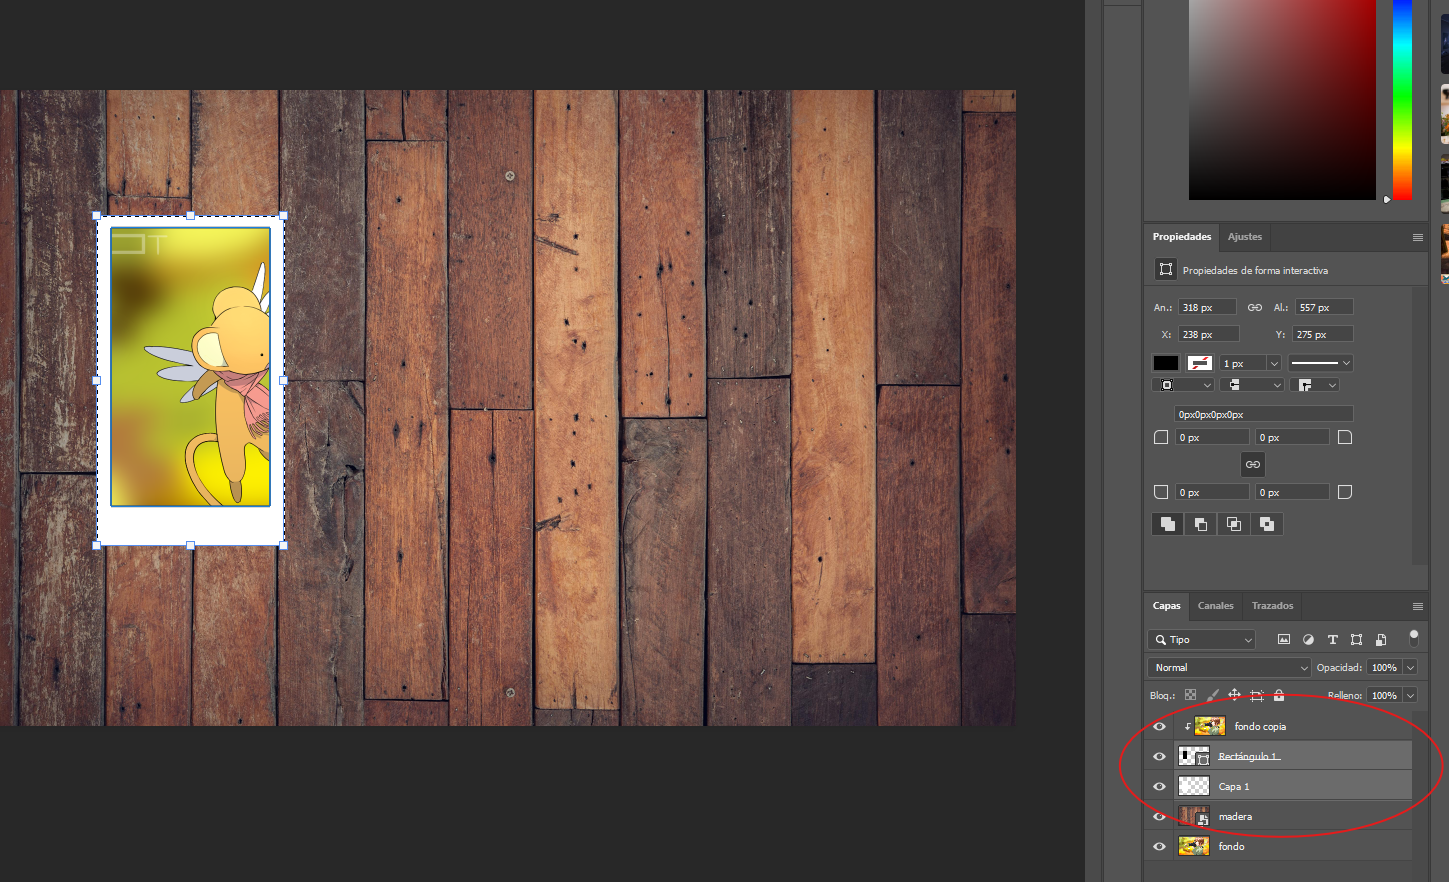 Propiedades Ajustes
Propiedades de forma interactiva
An.: 318 px Al.: 557 px
X: 238 px Y: 275 px
1 px
0px0px0px0px
0 px 0 px
0 px 0 px
Capas Canales Trazados
Tipo
Normal Opacidad: 100%
Bloq.: Relleno: 100%
fondo copia
Rectángulo 1
Capa 1
madera
fondo